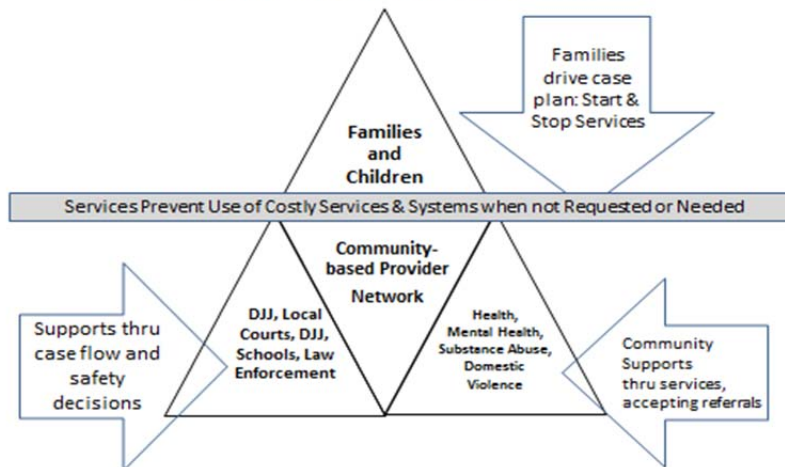 Families
drive case
plan: Start &
Stop Services
Families
and
Children
Services Prevent Use of Costly Services & Systems when not Requested or Needed
Community-
based Provider
Network
DJJ, Local
Courts, DJJ,
Schools, Law
Enforcement
Health,
Mental Health,
Substance Abuse,
Domestic
Violence
Supports thru
case flow and
safety
decisions
Community
Supports
thru services,
accepting referrals